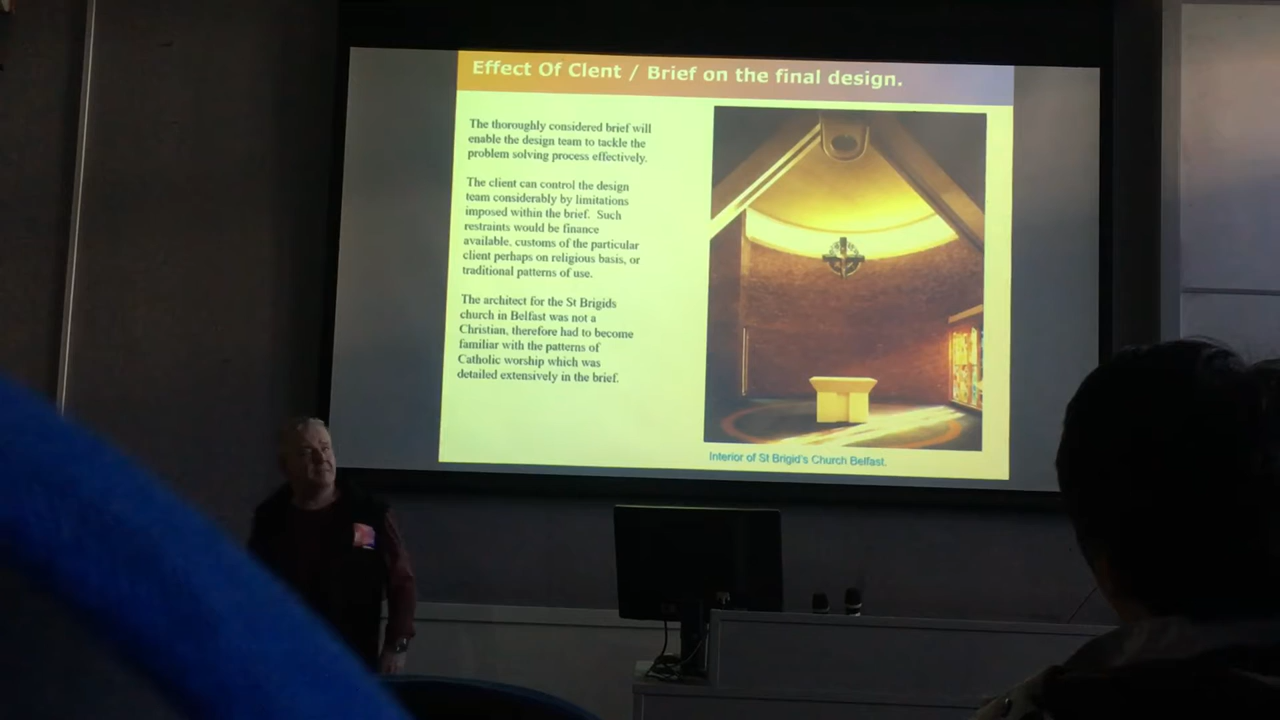 Effect Of Clent / Brief on the final design.
The thoroughly considered brief will
enable the design team to tackle the
problem solving process effectively.
The client can control the design
team considerably by limitations
imposed within the brief. Such
restraints would be finance
available, customs of the particular
client perhaps on religious basis, or
traditional patterns of use.
The architect for the St Brigids
church in Belfast was not a
Christian, therefore had to become
familiar with the patterns of
Catholic worship which was
detailed extensively in the brief.
Interior of St Brigid's Church Belfast.